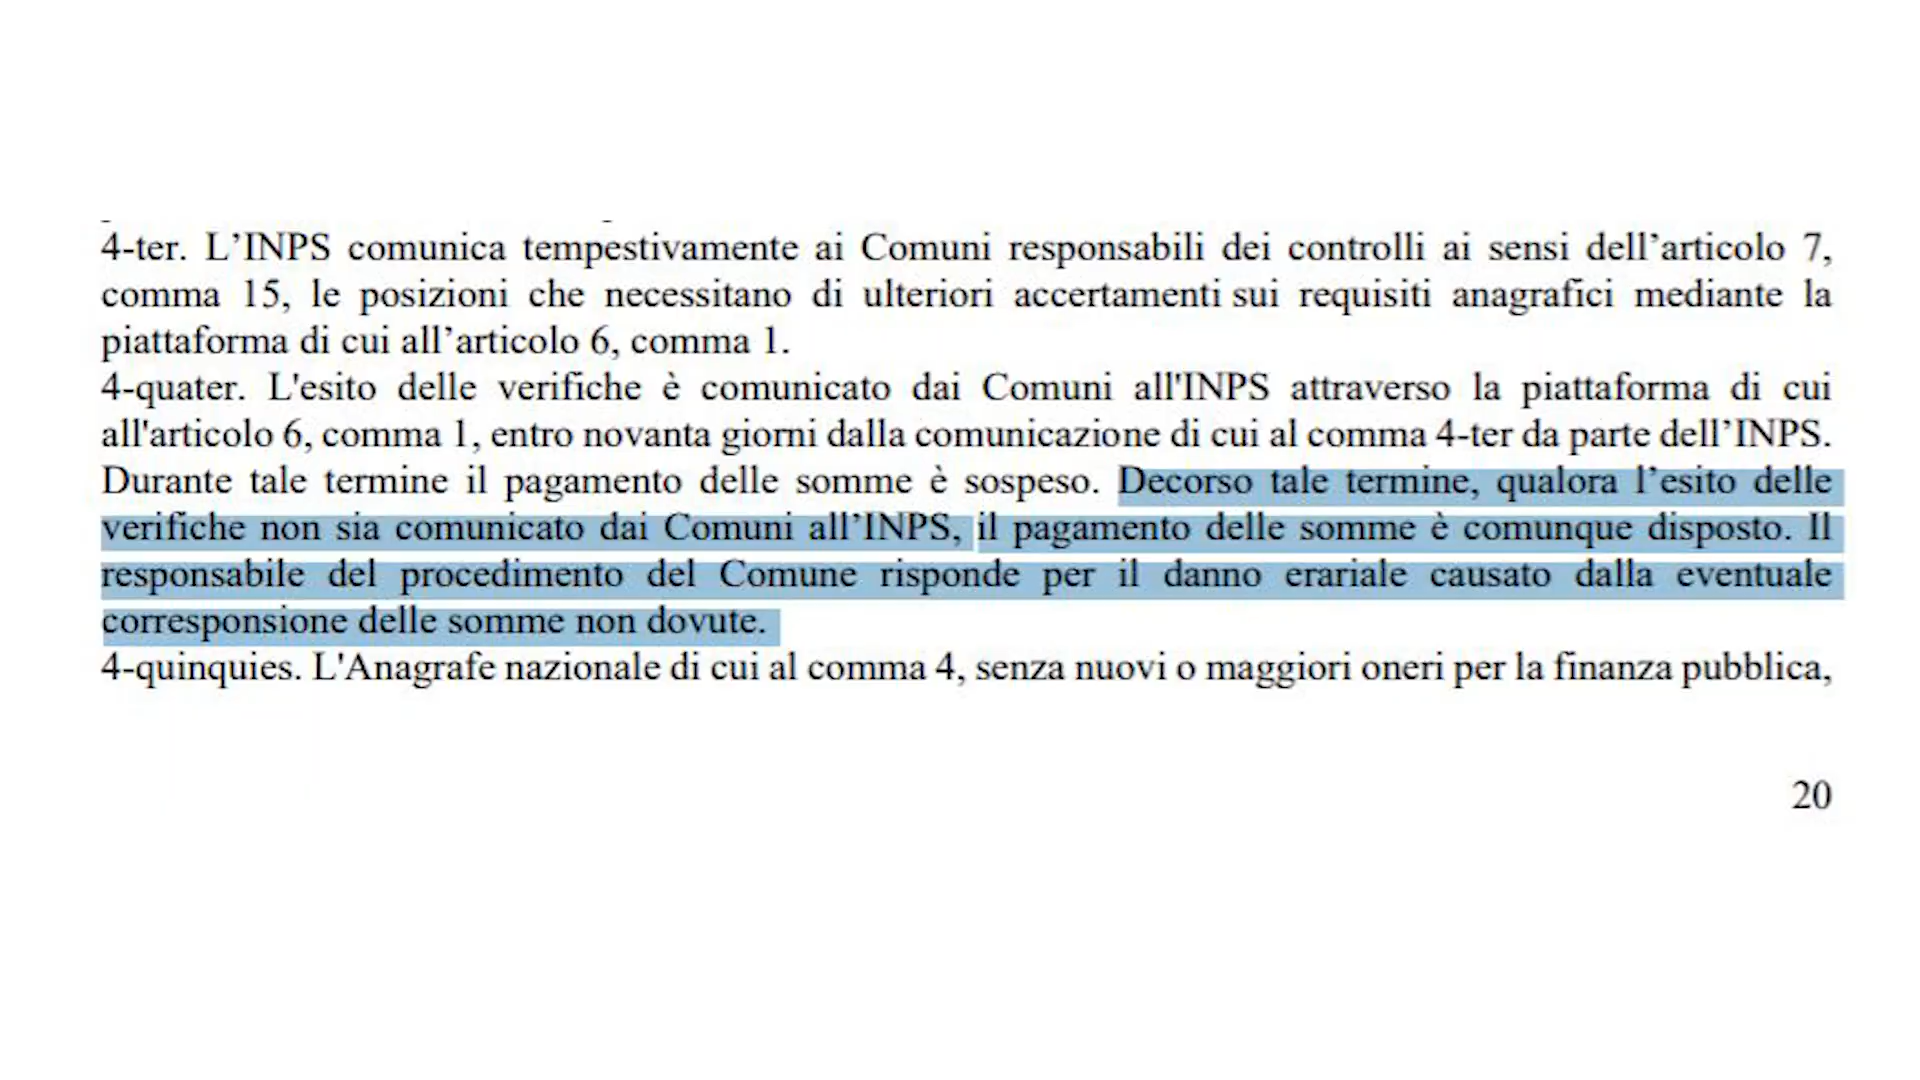 4-ter. L’INPS comunica tempestivamente ai Comuni responsabili dei controlli ai sensi dell’articolo 7,
comma 15, le posizioni che necessitano di ulteriori accertamenti sui requisiti anagrafici mediante la
piattaforma di cui all’articolo 6, comma 1.
4-quater. L'esito delle verifiche è comunicato dai Comuni all'INPS attraverso la piattaforma di cui
all'articolo 6, comma 1, entro novanta giorni dalla comunicazione di cui al comma 4-ter da parte dell’INPS.
Durante tale termine il pagamento delle somme è sospeso. Decorso tale termine, qualora l’esito delle
verifiche non sia comunicato dai Comuni all’INPS, il pagamento delle somme è comunque disposto. Il
responsabile del procedimento del Comune risponde per il danno erariale causato dalla eventuale
corresponsione delle somme non dovute.
4-quinquies. L'Anagrafe nazionale di cui al comma 4, senza nuovi o maggiori oneri per la finanza pubblica,
20